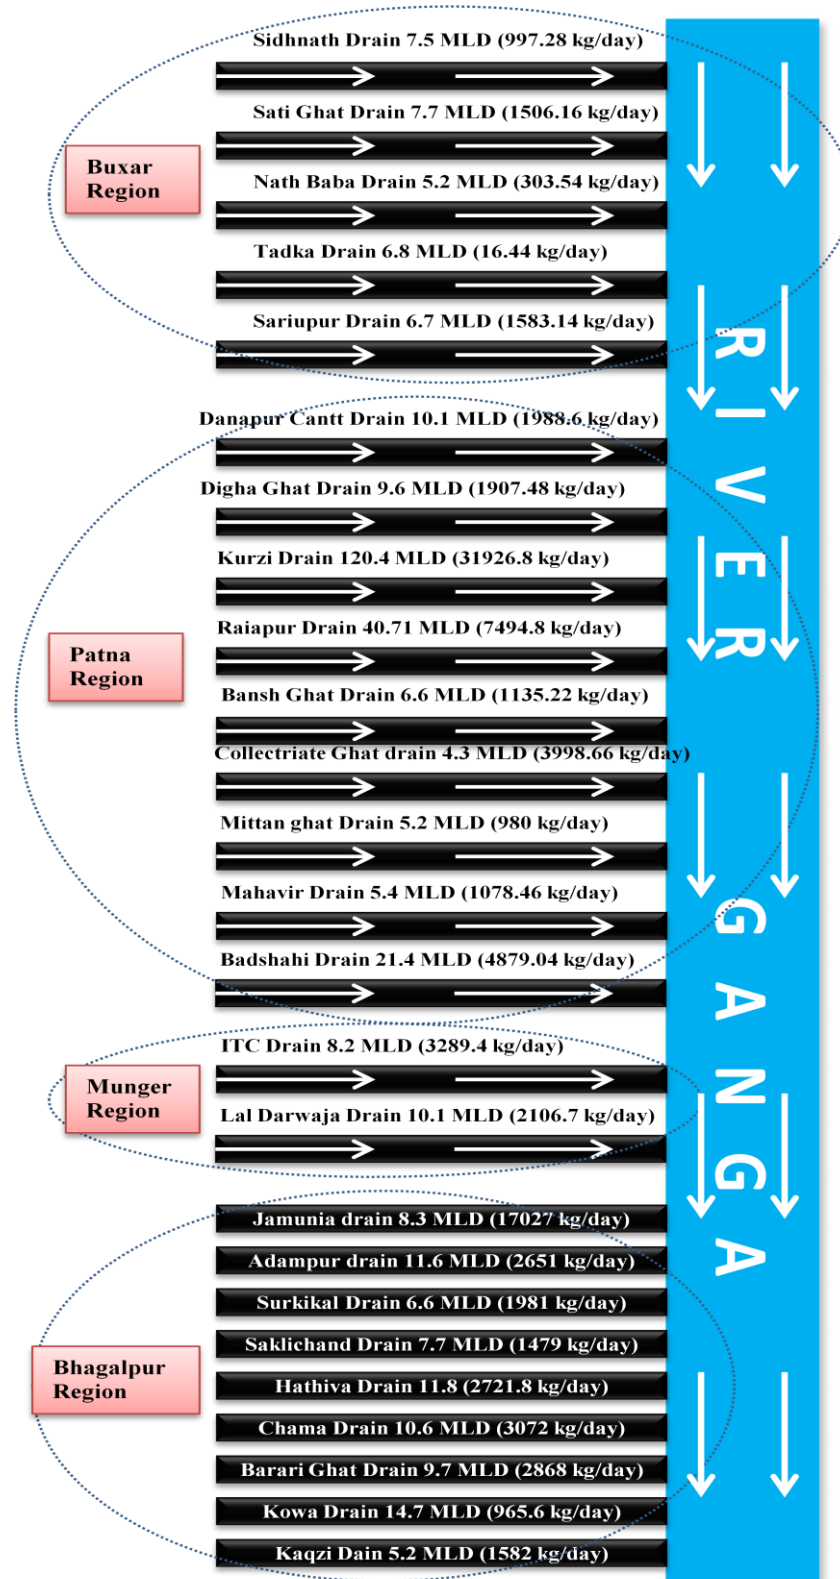 Sidhnath Drain 7.5 MLD (997.28 kg/day)
Sati Ghat Drain 7.7 MLD (1506.16 kg/day)
Buxar
Region
Nath Baba Drain 5.2 MLD (303.54 kg/day)
Tadka Drain 6.8 MLD (16.44 kg/day)
Sariupur Drain 6.7 MLD (1583.14 kg/day)
Danapur Cantt Drain 10.1 MLD (1988.6 kg/day)
Digha Ghat Drain 9.6 MLD (1907.48 kg/day)
Kurzi Drain 120.4 MLD (31926.8 kg/day)
Raiapur Drain 40.71 MLD (7494.8 kg/day)
Patna
Region
Bansh Ghat Drain 6.6 MLD (1135.22 kg/day)
Collectriate Ghat drain 4.3 MLD (3998.66 kg/day)
Mittan ghat Drain 5.2 MLD (980 kg/day)
Mahavir Drain 5.4 MLD (1078.46 kg/day)
Badshahi Drain 21.4 MLD (4879.04 kg/day)
ITC Drain 8.2 MLD (3289.4 kg/day)
Munger
Region
Lal Darwaja Drain 10.1 MLD (2106.7 kg/day)
Jamunia drain 8.3 MLD (17027 kg/day)
Adampur drain 11.6 MLD (2651 kg/day)
Surkikal Drain 6.6 MLD (1981 kg/day)
Saklichand Drain 7.7 MLD (1479 kg/day)
Bhagalpur
Region
Hathiva Drain 11.8 (2721.8 kg/day)
Chama Drain 10.6 MLD (3072 kg/day)
Barari Ghat Drain 9.7 MLD (2868 kg/day)
Kowa Drain 14.7 MLD (965.6 kg/day)
Kaqzi Dain 5.2 MLD (1582 kg/day)
RIVER GANGA